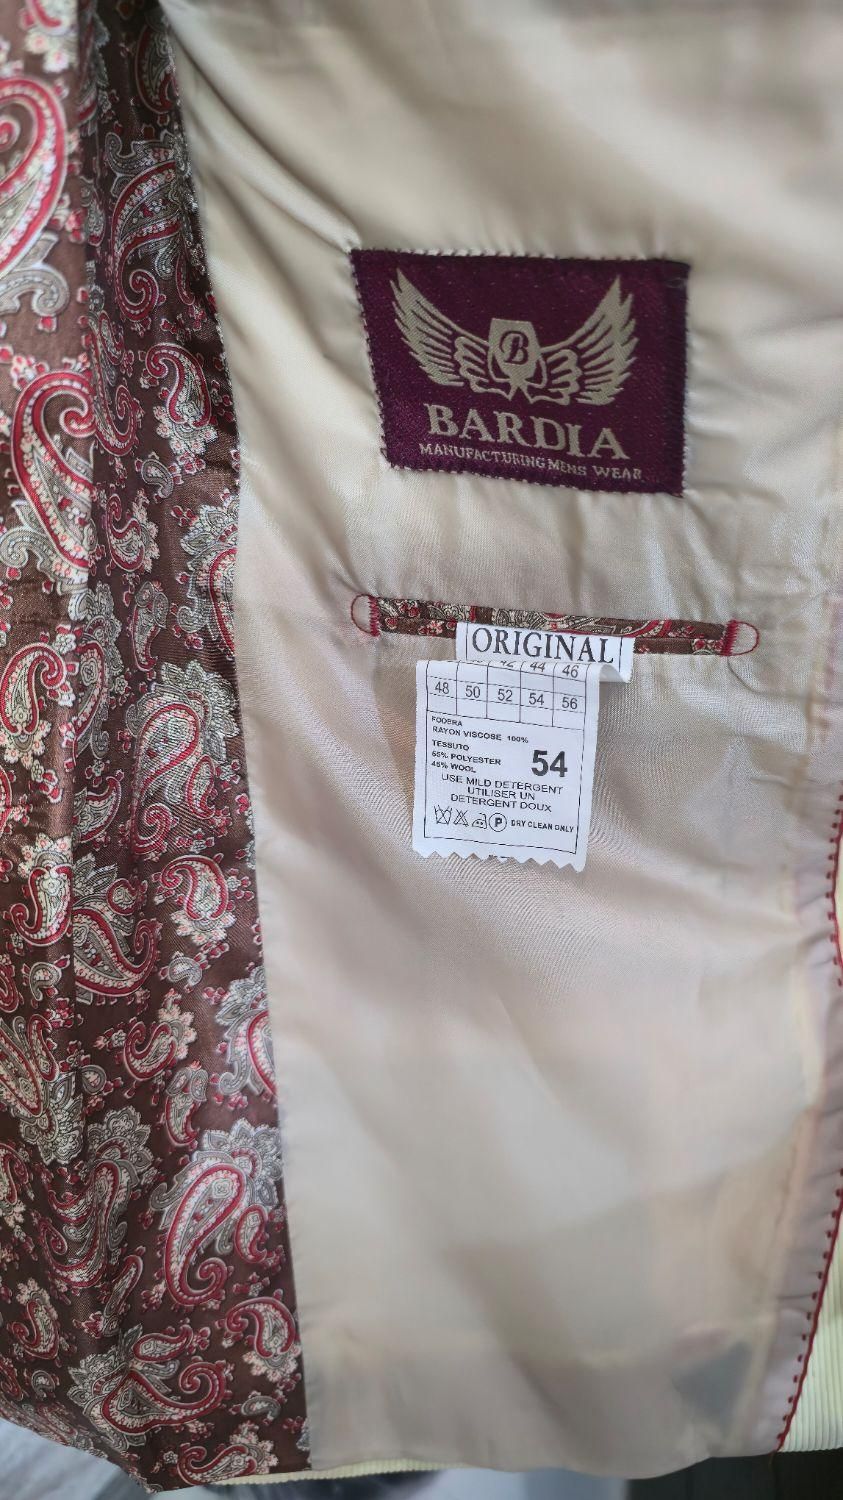 B
BARDIA
MANUFACTURING MENS WEAR
ORIGINAL
42 44 46
48 50 52 54 56
FODERA
RAYON VISCOSE 100%
TESSUTO
55% POLYESTER
45% WOOL
54
USE MILD DETERGENT
UTILISER UN
DETERGENT DOUX
P DRY CLEAN ONLY